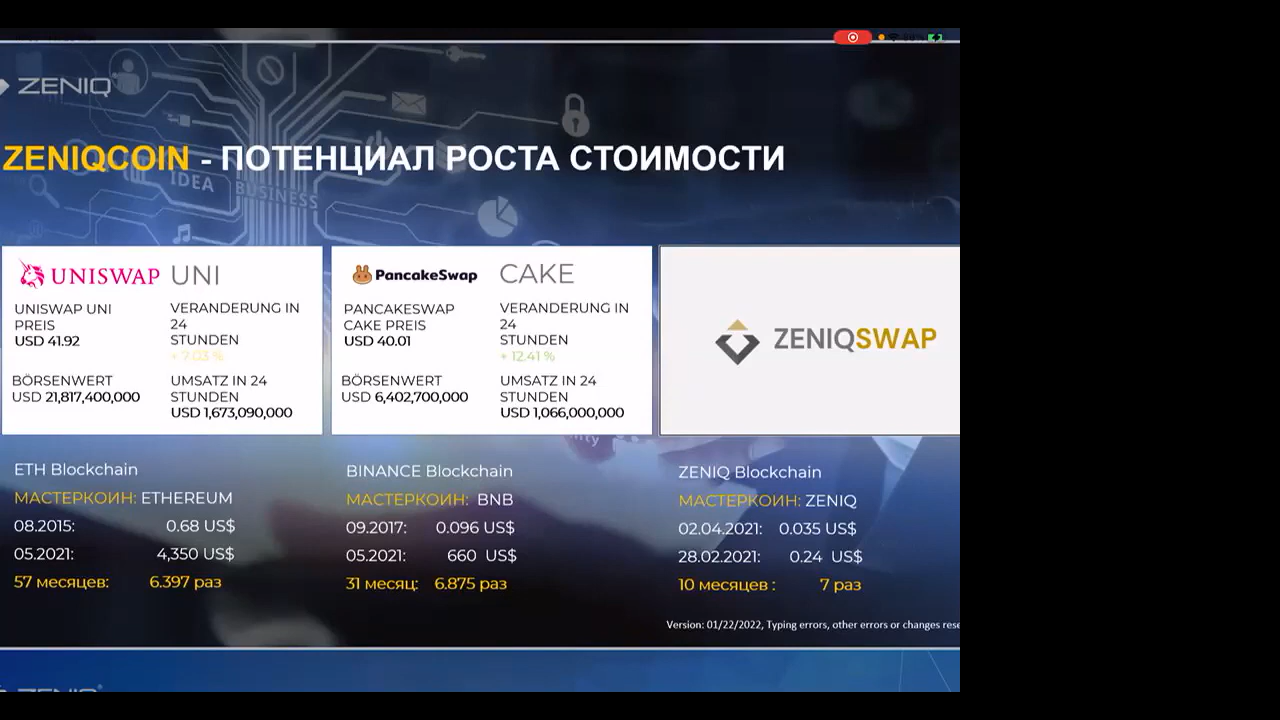 ZENIQ
ZENIQCOIN - ПОТЕНЦИАЛ РОСТА СТОИМОСТИ
IDEA
BUSINESS
UNISWAP UNI
UNISWAP UNI
PREIS
USD 41.92
VERANDERUNG IN
24
STUNDEN
+ 7.03 %
BÖRSENWERT
USD 21,817,400,000
UMSATZ IN 24
STUNDEN
USD 1,673,090,000
PancakeSwap CAKE
PANCAKESWAP
CAKE PREIS
USD 40.01
VERANDERUNG IN
24
STUNDEN
+ 12.41 %
BÖRSENWERT
USD 6,402,700,000
UMSATZ IN 24
STUNDEN
USD 1,066,000,000
ZENIQSWAP
ETH Blockchain
МАСТЕРКОИН: ETHEREUM
08.2015: 0.68 US$
05.2021: 4,350 US$
57 месяцев: 6.397 раз
BINANCE Blockchain
МАСТЕРКОИН: BNB
09.2017: 0.096 US$
05.2021: 660 US$
31 месяц: 6.875 раз
ZENIQ Blockchain
МАСТЕРКОИН: ZENIQ
02.04.2021: 0.035 US$
28.02.2021: 0.24 US$
10 месяцев : 7 раз
Version: 01/22/2022, Typing errors, other errors or changes rese
ZENIQ